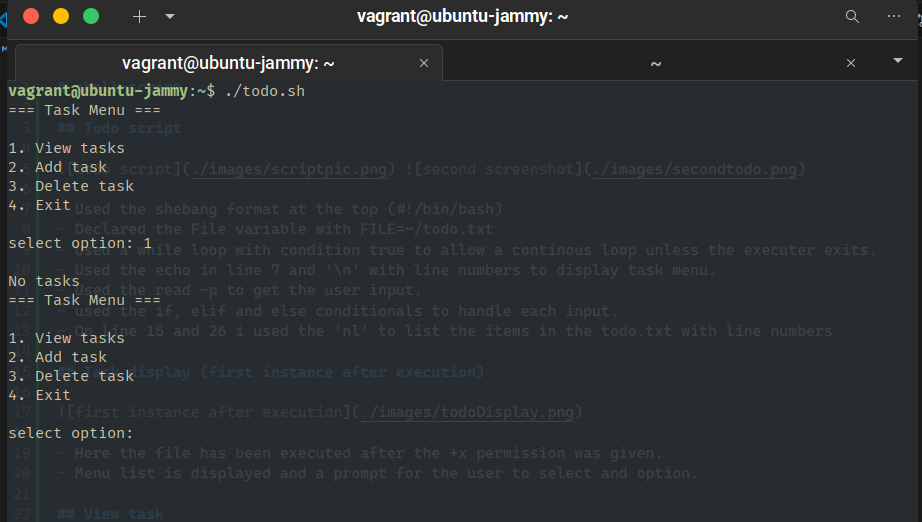 vagrant@ubuntu-jammy: ~
vagrant@ubuntu-jammy: ~
~
vagrant@ubuntu-jammy:~$ ./todo.sh
=== Task Menu ===
3 ## Todo script
1. View tasks
2. Add task
script](./images/scriptpic.png) ![second screenshot](./images/secondtodo.png)
3. Delete task
4. Exit
Used the shebang format at the top (#!/bin/bash)
8 - Declared the File variable with FILE=~/todo.txt
select option: 1
a while loop with condition true to allow a continous loop unless the executer exits.
10 - Used the echo in line 7 and '\n' with line numbers to display task menu.
No tasks
Used the read -p to get the user input.
=== Task Menu ===
12 - used the if, elif and else conditionals to handle each input.
1. View tasks
On line 15 and 26 i used the 'nl' to list the items in the todo.txt with line numbers
2. Add task
3. Delete task
display (first instance after execution)
4. Exit
17 ![first instance after execution](./images/todoDisplay.png)
select option:
19 - Here the file has been executed after the +x permission was given.
20 - Menu list is displayed and a prompt for the user to select and option.
21
22 ## View task